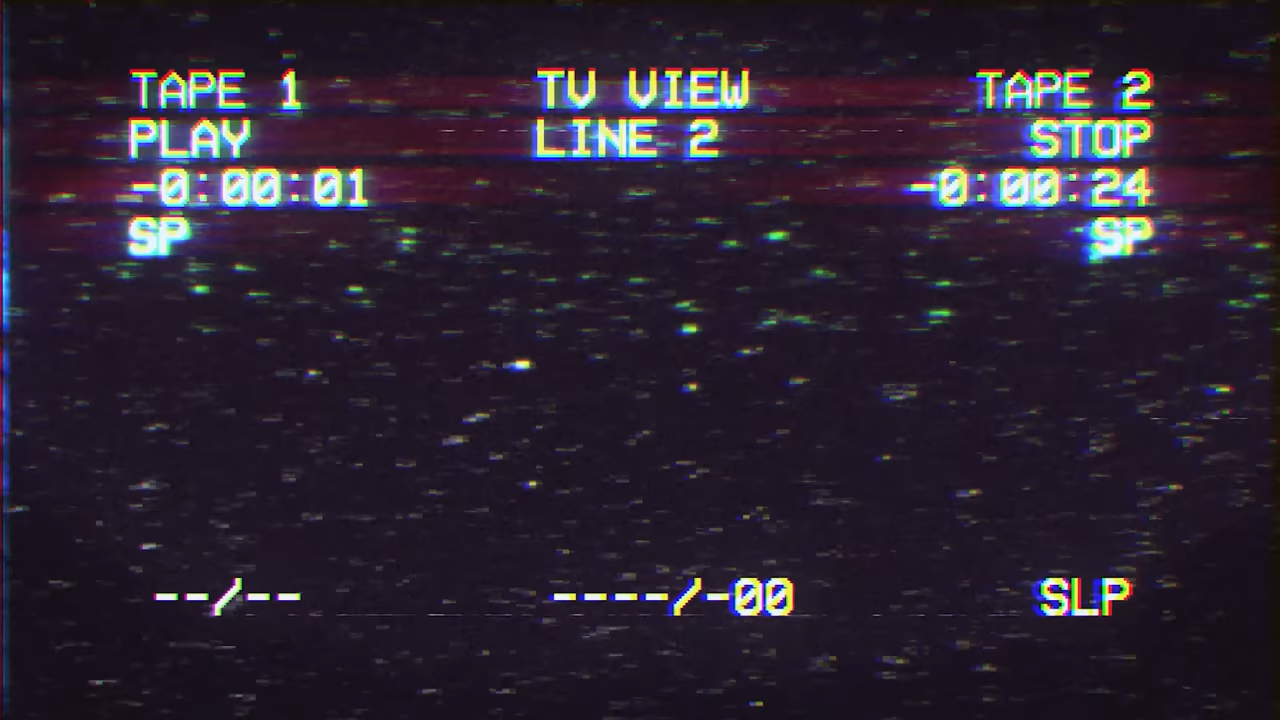 TAPE 1 TV VIEW TAPE 2
PLAY LINE 2 STOP
-0:00:01 -0:00:24
SP SP
--/-- ----/-00 SLP